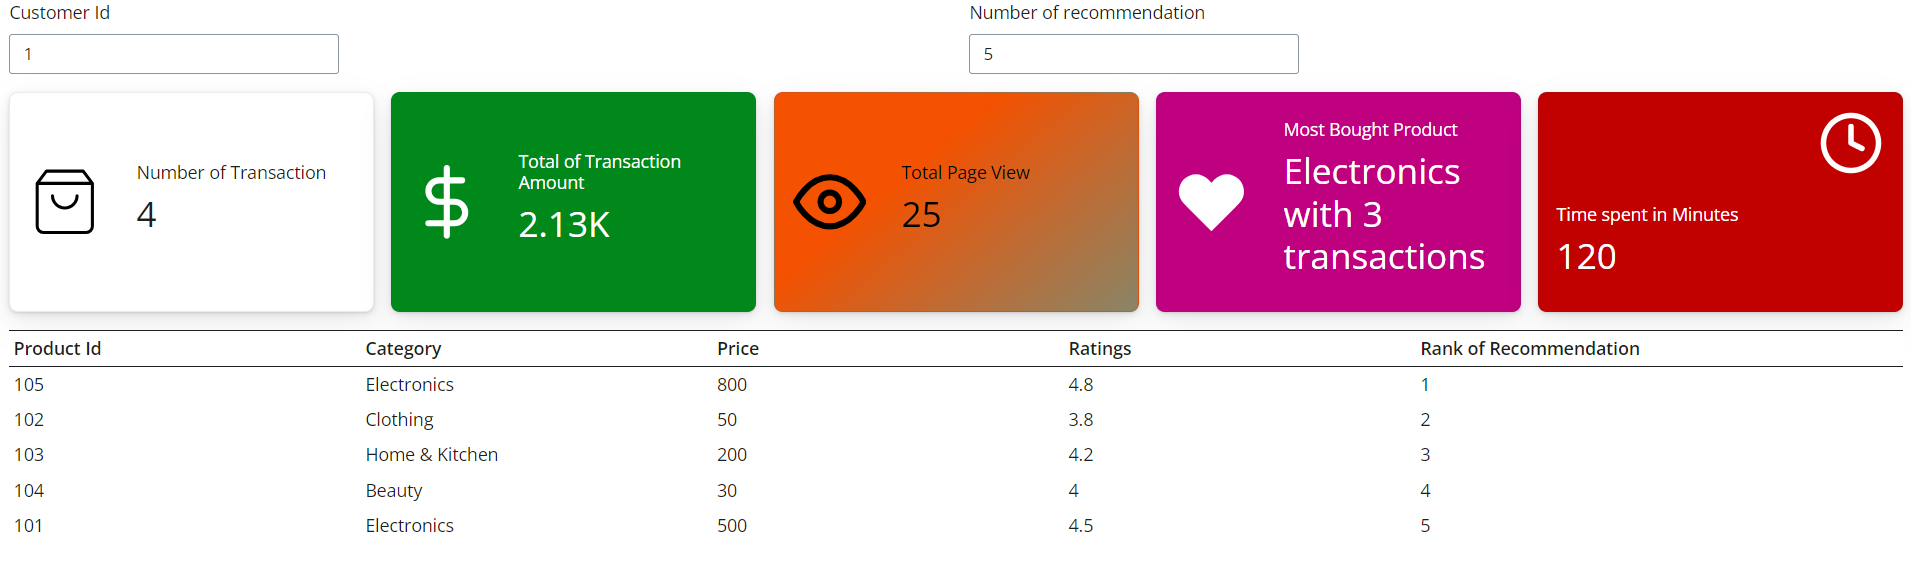 Customer Id
Number of recommendation
1
5
Number of Transaction
4
Total of Transaction
Amount
2.13K
Total Page View
25
Most Bought Product
Electronics
with 3
transactions
Time spent in Minutes
120
Product Id Category Price Ratings Rank of Recommendation
105 Electronics 800 4.8 1
102 Clothing 50 3.8 2
103 Home & Kitchen 200 4.2 3
104 Beauty 30 4 4
101 Electronics 500 4.5 5